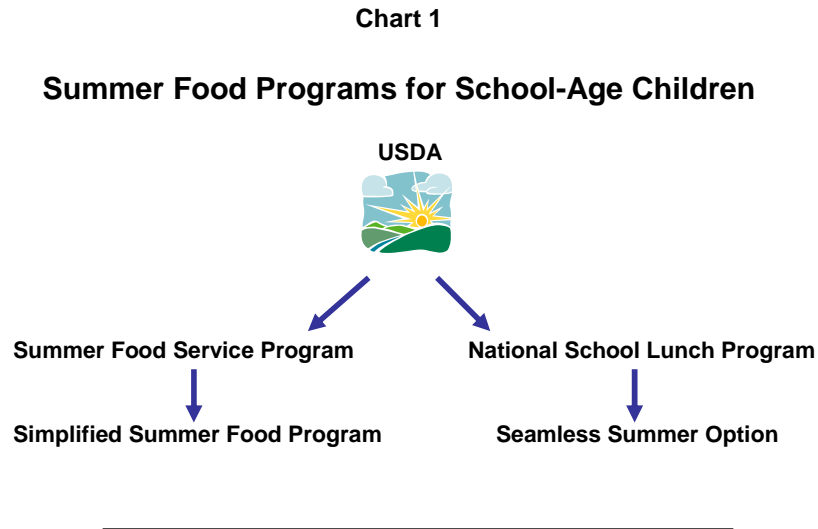 Chart 1
Summer Food Programs for School-Age Children
USDA
Summer Food Service Program
National School Lunch Program
Simplified Summer Food Program
Seamless Summer Option